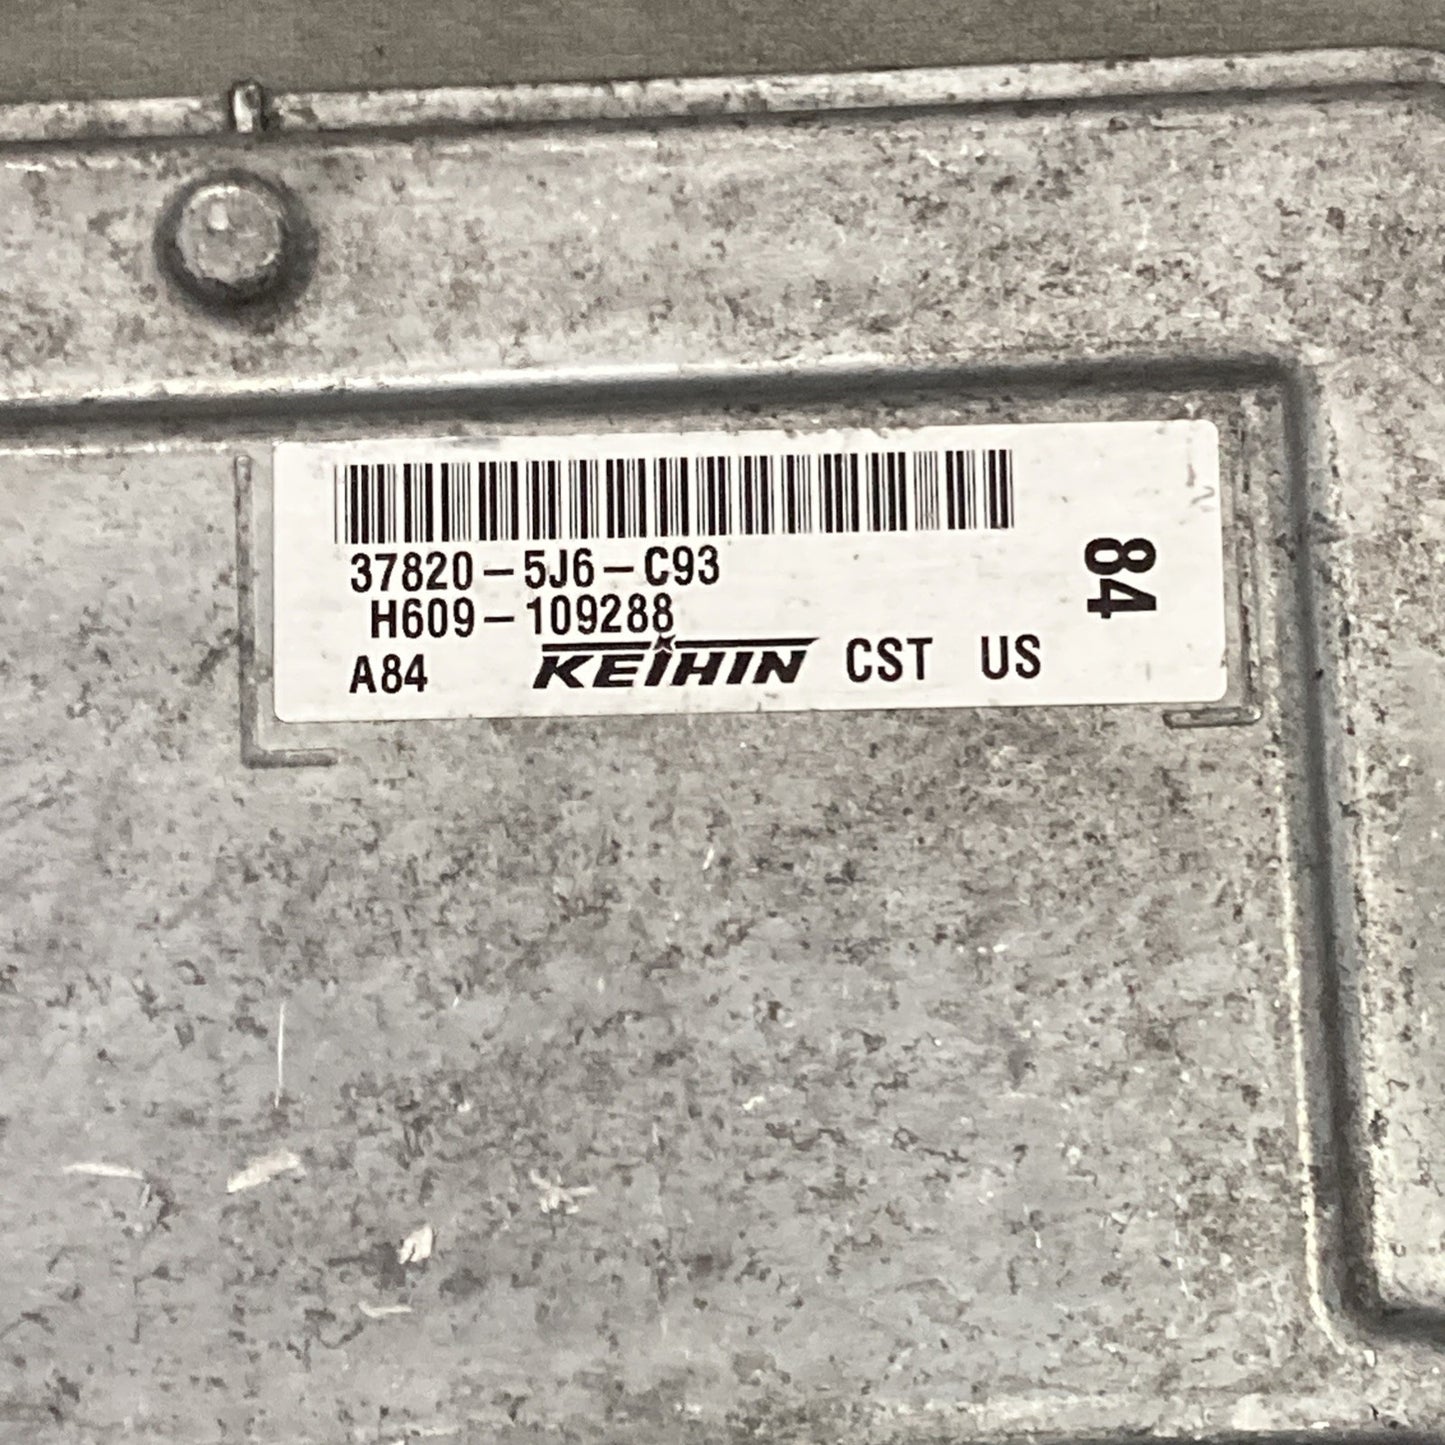 37820-5J6-C93
H609-109288
A84 KEIHIN CST US
84